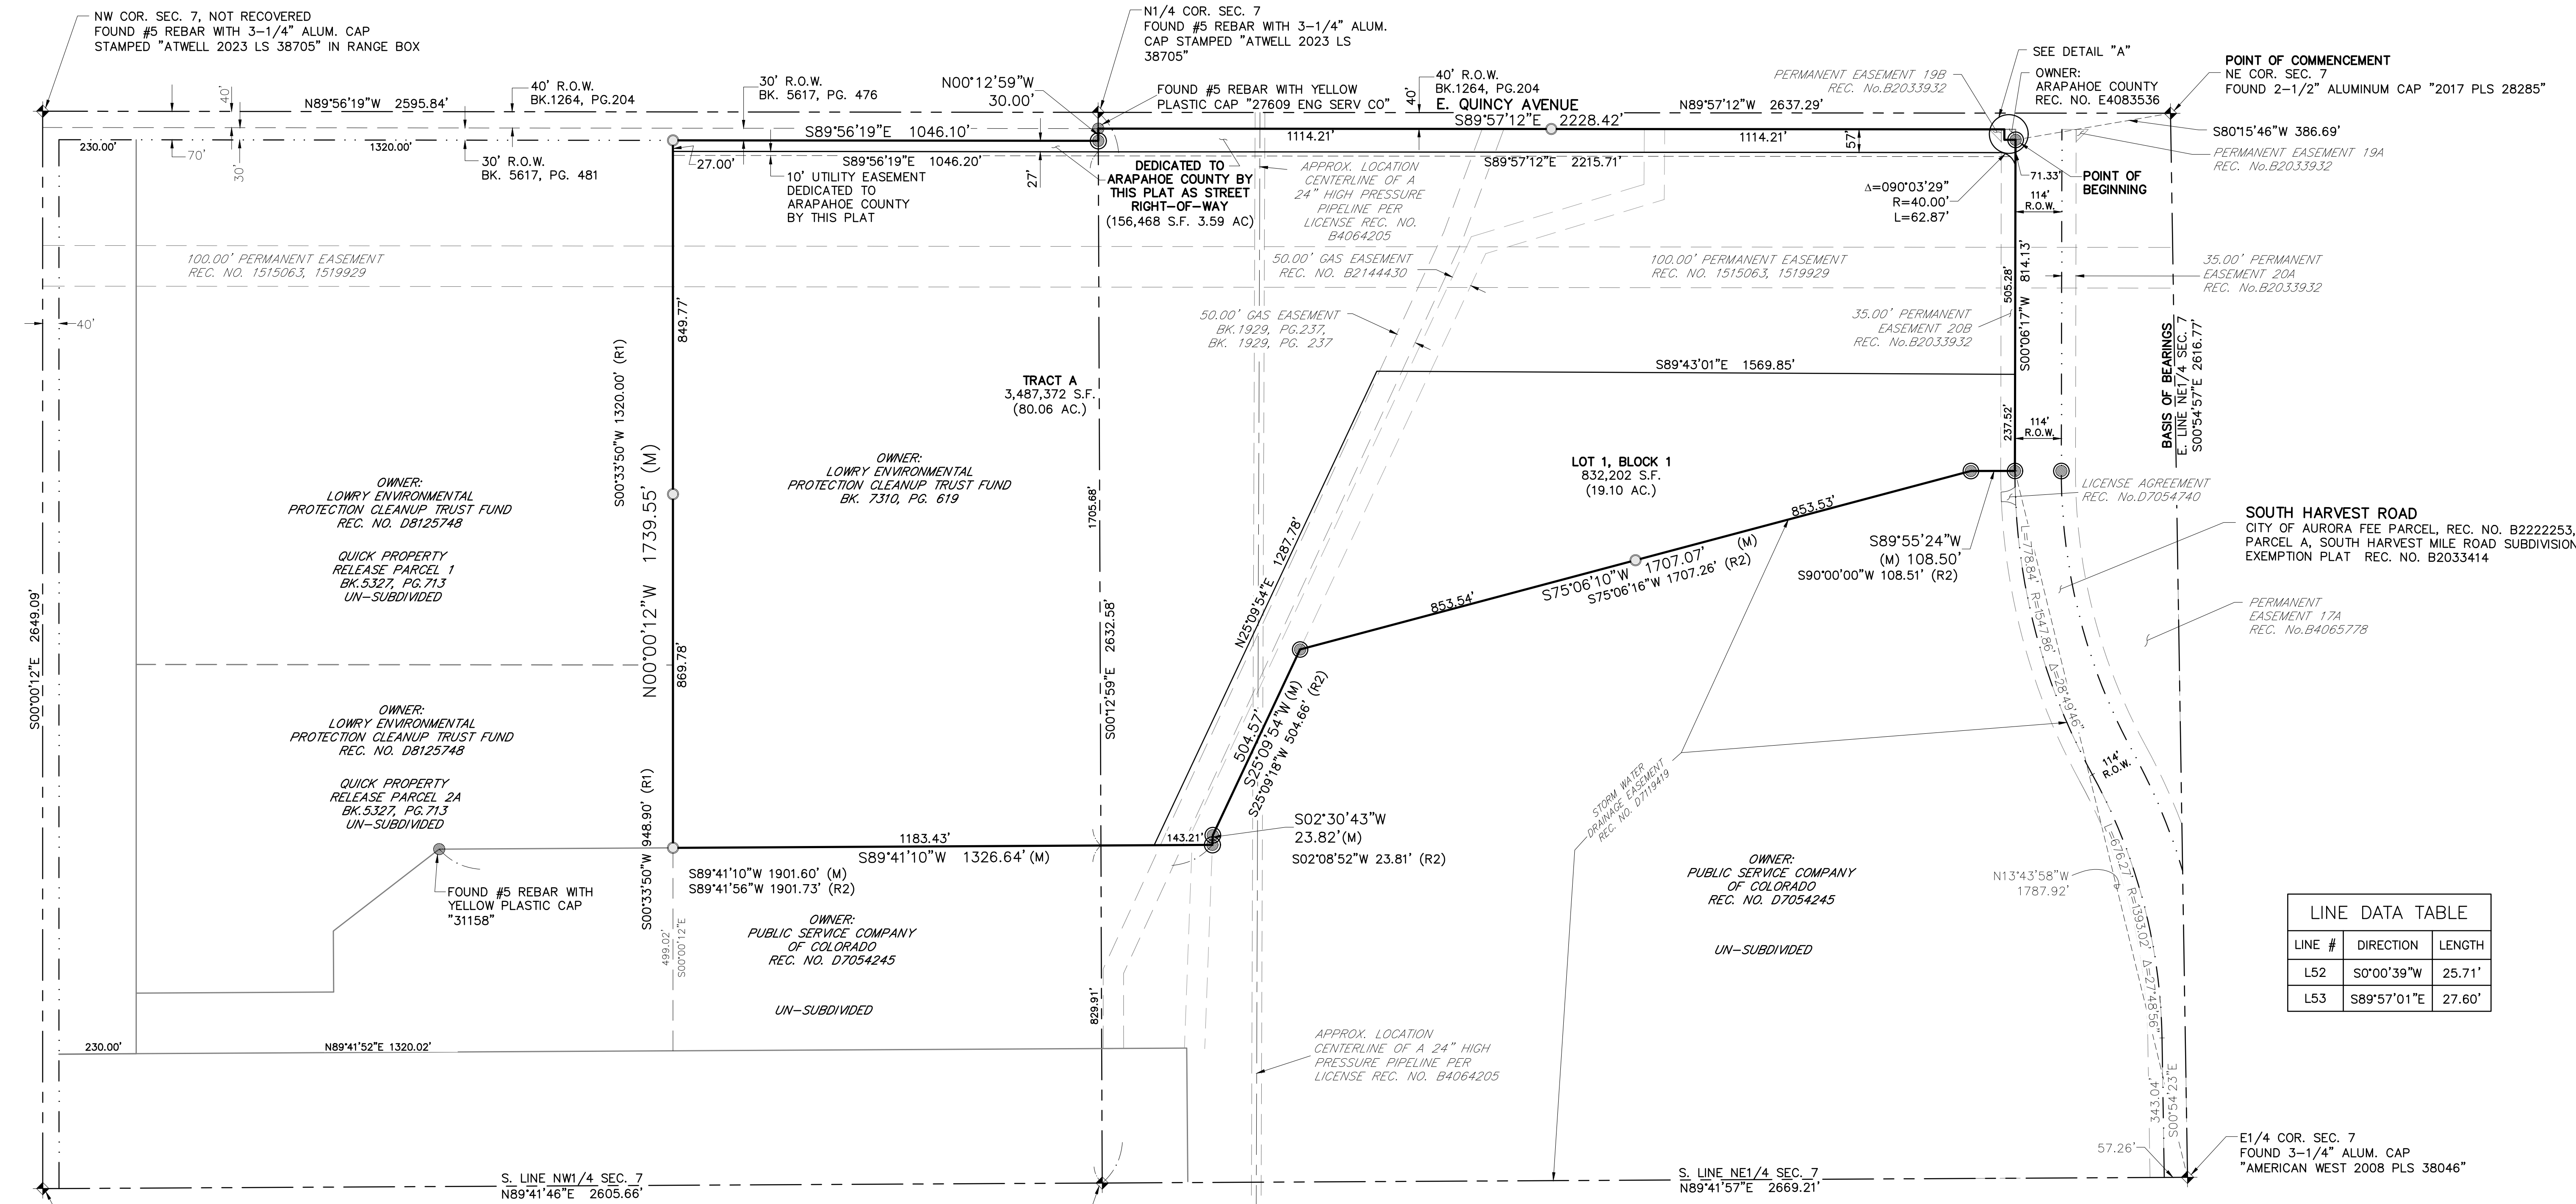 NW COR. SEC. 7, NOT RECOVERED
FOUND #5 REBAR WITH 3-1/4" ALUM. CAP
STAMPED "ATWELL 2023 LS 38705" IN RANGE BOX
N1/4 COR. SEC. 7
FOUND #5 REBAR WITH 3-1/4" ALUM.
CAP STAMPED "ATWELL 2023 LS
38705"
SEE DETAIL "A"
POINT OF COMMENCEMENT
NE COR. SEC. 7
FOUND 2-1/2" ALUMINUM CAP "2017 PLS 28285"
OWNER:
ARAPAHOE COUNTY
REC. NO. E4083536
PERMANENT EASEMENT 19B
REC. No.B2033932
40'
N89°56'19"W 2595.84'
40' R.O.W.
BK.1264, PG.204
30' R.O.W.
BK. 5617, PG. 476
N00°12'59"W
30.00'
FOUND #5 REBAR WITH YELLOW
PLASTIC CAP "27609 ENG SERV CO"
40'
40' R.O.W.
BK.1264, PG.204
E. QUINCY AVENUE
N89°57'12"W 2637.29'
S89°57'12"E 2228.42'
S80°15'46"W 386.69'
PERMANENT EASEMENT 19A
REC. No.B2033932
S89°56'19"E 1046.10'
1114.21'
1114.21'
57'
230.00'
70'
30'
1320.00'
30' R.O.W.
BK. 5617, PG. 481
27.00'
S89°56'19"E 1046.20'
27'
S89°57'12"E 2215.71'
10' UTILITY EASEMENT
DEDICATED TO
ARAPAHOE COUNTY
BY THIS PLAT
DEDICATED TO
ARAPAHOE COUNTY BY
THIS PLAT AS STREET
RIGHT-OF-WAY
(156,468 S.F. 3.59 AC)
APPROX. LOCATION
CENTERLINE OF A
24" HIGH PRESSURE
PIPELINE PER
LICENSE REC. NO.
B4064205
71.33'
POINT OF
BEGINNING
Δ=090°03'29"
R=40.00'
L=62.87'
114'
R.O.W.
100.00' PERMANENT EASEMENT
REC. NO. 1515063, 1519929
50.00' GAS EASEMENT
REC. NO. B2144430
100.00' PERMANENT EASEMENT
REC. NO. 1515063, 1519929
35.00' PERMANENT
EASEMENT 20A
REC. No.B2033932
814.13'
505.28'
S00°06'17"W
40'
849.77'
50.00' GAS EASEMENT
BK.1929, PG.237,
BK. 1929, PG. 237
35.00' PERMANENT
EASEMENT 20B
REC. No.B2033932
BASIS OF BEARINGS
E. LINE NE1/4 SEC. 7
S00°54'57"E 2616.77'
S00°33'50"W 1320.00' (R1)
TRACT A
3,487,372 S.F.
(80.06 AC.)
S89°43'01"E 1569.85'
237.52'
114'
R.O.W.
OWNER:
LOWRY ENVIRONMENTAL
PROTECTION CLEANUP TRUST FUND
REC. NO. D8125748
QUICK PROPERTY
RELEASE PARCEL 1
BK.5327, PG.713
UN-SUBDIVIDED
N00°00'12"W 1739.55' (M)
OWNER:
LOWRY ENVIRONMENTAL
PROTECTION CLEANUP TRUST FUND
BK. 7310, PG. 619
1705.68'
LOT 1, BLOCK 1
832,202 S.F.
(19.10 AC.)
LICENSE AGREEMENT
REC. No.D7054740
853.53'
SOUTH HARVEST ROAD
CITY OF AURORA FEE PARCEL, REC. NO. B2222253,
PARCEL A, SOUTH HARVEST MILE ROAD SUBDIVISION
EXEMPTION PLAT REC. NO. B2033414
S89°55'24"W
(M) 108.50'
S90°00'00"W 108.51' (R2)
N25°09'54"E 1287.78'
S75°06'10"W 1707.07' (M)
S75°06'16"W 1707.26' (R2)
853.54'
L=778.84' R=1547.86' Δ=28°49'46"
PERMANENT
EASEMENT 17A
REC. No.B4065778
S00°00'12"E 2649.09'
869.78'
S00°12'59"E 2632.58'
OWNER:
LOWRY ENVIRONMENTAL
PROTECTION CLEANUP TRUST FUND
REC. NO. D8125748
QUICK PROPERTY
RELEASE PARCEL 2A
BK.5327, PG.713
UN-SUBDIVIDED
504.57'
S25°09'54"W (M)
S25°09'18"W 504.66' (R2)
114'
R.O.W.
STORM WATER
DRAINAGE EASEMENT
REC. NO. D7119419
S00°33'50"W 948.90' (R1)
1183.43'
143.21'
S89°41'10"W 1326.64' (M)
S02°30'43"W
23.82'(M)
S02°08'52"W 23.81' (R2)
S89°41'10"W 1901.60' (M)
S89°41'56"W 1901.73' (R2)
FOUND #5 REBAR WITH
YELLOW PLASTIC CAP
"31158"
OWNER:
PUBLIC SERVICE COMPANY
OF COLORADO
REC. NO. D7054245
UN-SUBDIVIDED
499.02'
S00°00'12"E
OWNER:
PUBLIC SERVICE COMPANY
OF COLORADO
REC. NO. D7054245
UN-SUBDIVIDED
N13°43'58"W
1787.92'
L=676.27' R=1393.02' Δ=27°48'56"
LINE DATA TABLE
LINE # DIRECTION LENGTH
L52 S0°00'39"W 25.71'
L53 S89°57'01"E 27.60'
829.91'
230.00'
N89°41'52"E 1320.02'
APPROX. LOCATION
CENTERLINE OF A 24" HIGH
PRESSURE PIPELINE PER
LICENSE REC. NO. B4064205
343.04'
S00°54'23"E
57.26'
E1/4 COR. SEC. 7
FOUND 3-1/4" ALUM. CAP
"AMERICAN WEST 2008 PLS 38046"
S. LINE NW1/4 SEC. 7
N89°41'46"E 2605.66'
S. LINE NE1/4 SEC. 7
N89°41'57"E 2669.21'